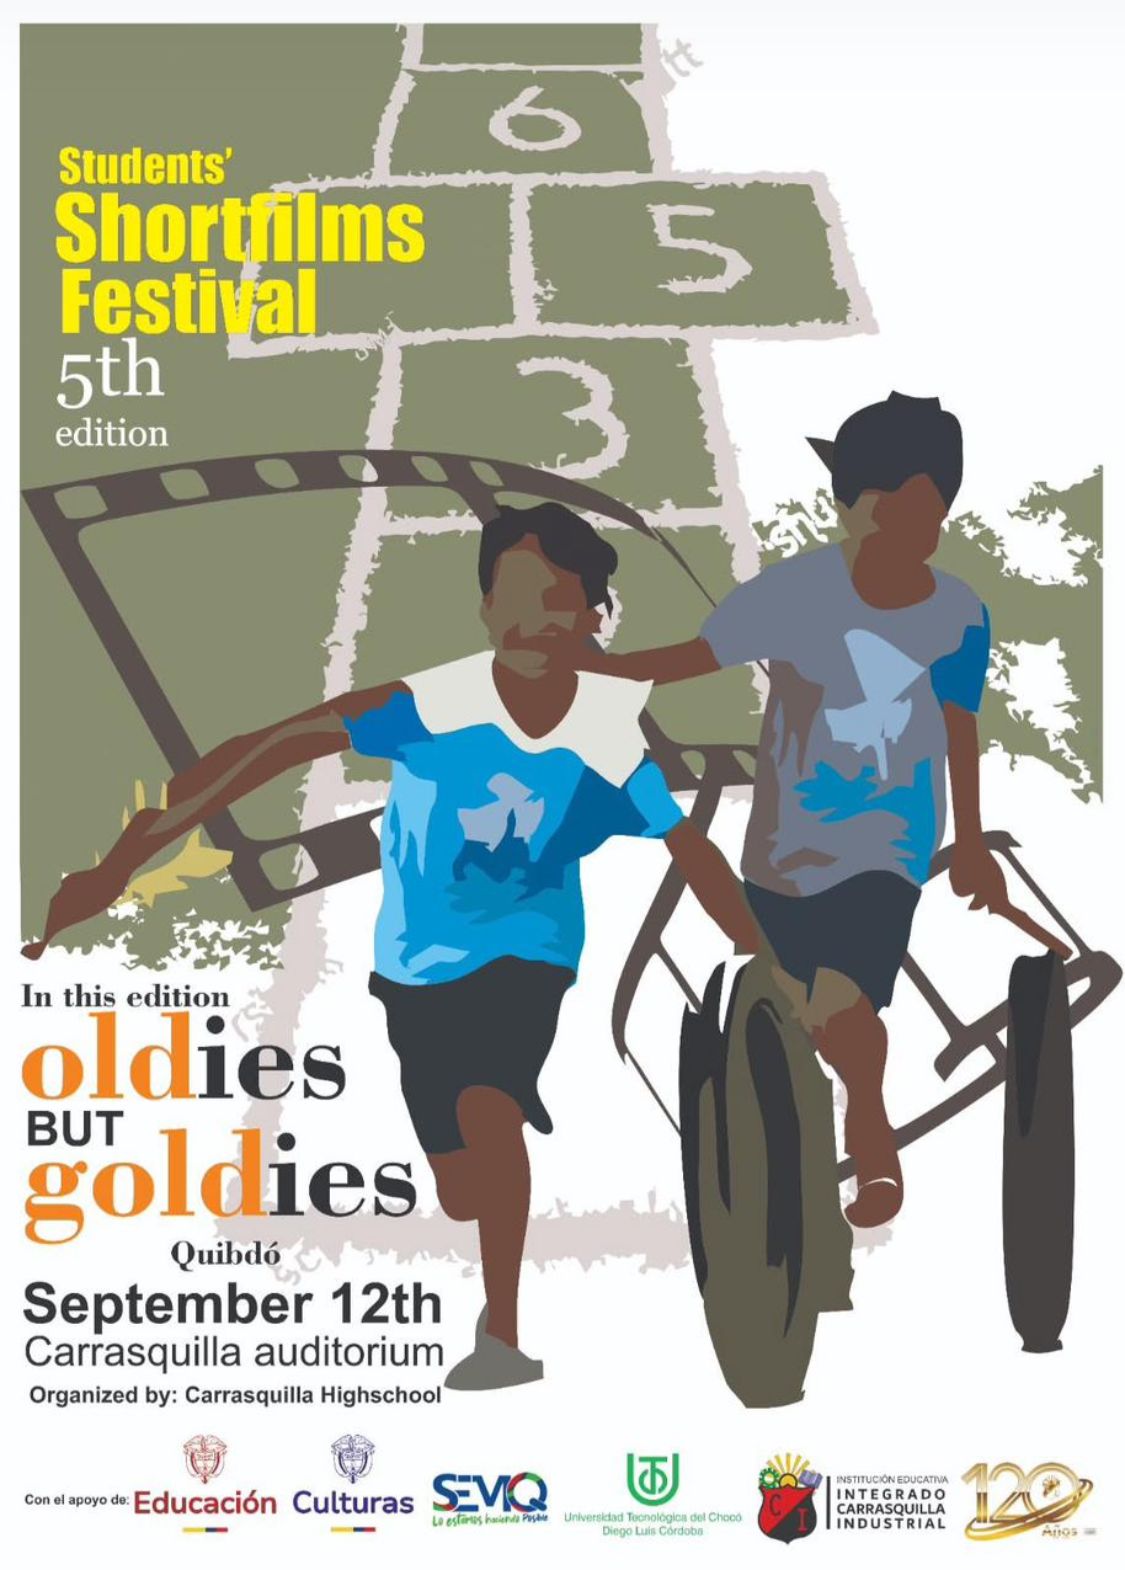 6
5
3
Students'
Shortfilms
Festival
5th
edition
In this edition
oldies
BUT
goldies
Quibdó
September 12th
Carrasquilla auditorium
Organized by: Carrasquilla Highschool
Con el apoyo de: Educación Culturas
SEMQ
Lo estamos haciendo Posible
Universidad Tecnológica del Chocó
Diego Luis Córdoba
C I
INSTITUCIÓN EDUCATIVA
INTEGRADO
CARRASQUILLA
INDUSTRIAL
120
Años